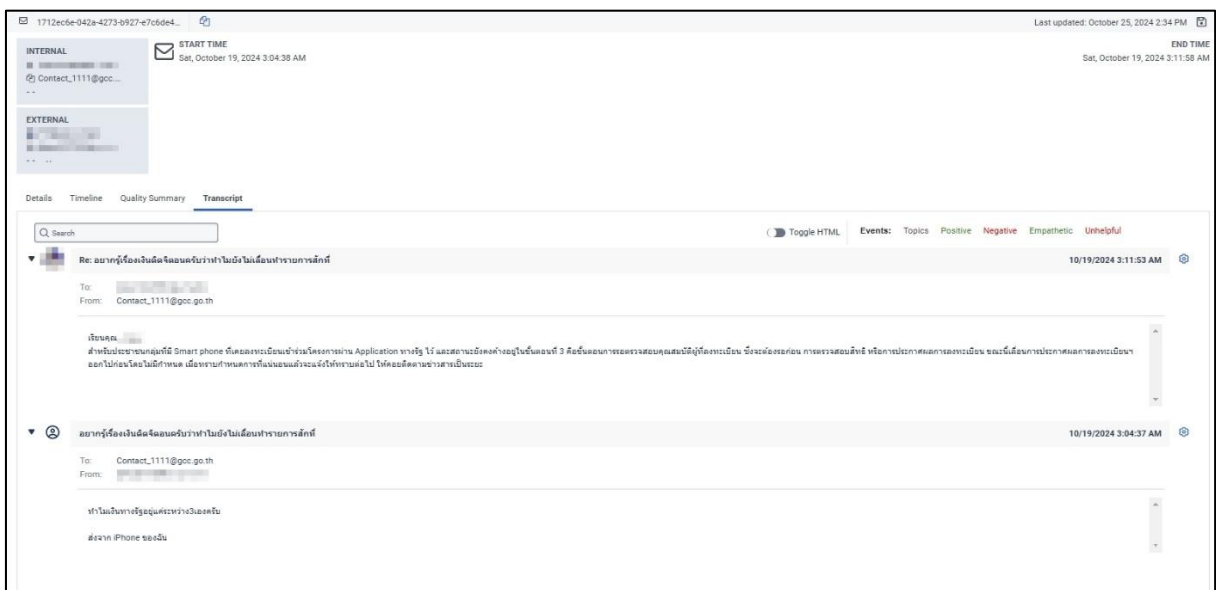 1712ec6e-042a-4273-b927-e7c6de4...
Last updated: October 25, 2024 2:34 PM
INTERNAL
Contact_1111@gcc....
- -
START TIME
Sat, October 19, 2024 3:04:38 AM
END TIME
Sat, October 19, 2024 3:11:58 AM
EXTERNAL
Details Timeline Quality Summary Transcript
Search
Toggle HTML Events: Topics Positive Negative Empathetic Unhelpful
Re: อยากรู้เรื่องเงินดิตจิตอนครับว่าทำไมยังไม่เลื่อนทำรายการสักที่ 10/19/2024 3:11:53 AM
To:
From: Contact_1111@gcc.go.th
เรียนคุณ
สำหรับประชาชนกลุ่มที่มี Smart phone ที่เคยลงทะเบียนเข้าร่วมโครงการผ่าน Application ทางรัฐ ไว้ และสถานะยังคงค้างอยู่ในขั้นตอนที่ 3 คือขั้นตอนการรอตรวจสอบคุณสมบัติผู้ที่ลงทะเบียน ซึ่งจะต้องรอก่อน การตรวจสอบสิทธิ หรือการประกาศผลการลงทะเบียน ขณะนี้เลื่อนการประกาศผลการลงทะเบียนฯ
ออกไปก่อนโดยไม่มีกำหนด เมื่อทราบกำหนดการที่แน่นอนแล้วจะแจ้งให้ทราบต่อไป ให้คอยติดตามข่าวสารเป็นระยะ
อยากรู้เรื่องเงินดิตจิตอนครับว่าทำไมยังไม่เลื่อนทำรายการสักที่ 10/19/2024 3:04:37 AM
To: Contact_1111@gcc.go.th
From:
ทำไมเงินทางรัฐอยู่แค่ระหว่าง3เองครับ
ส่งจาก iPhone ของฉัน